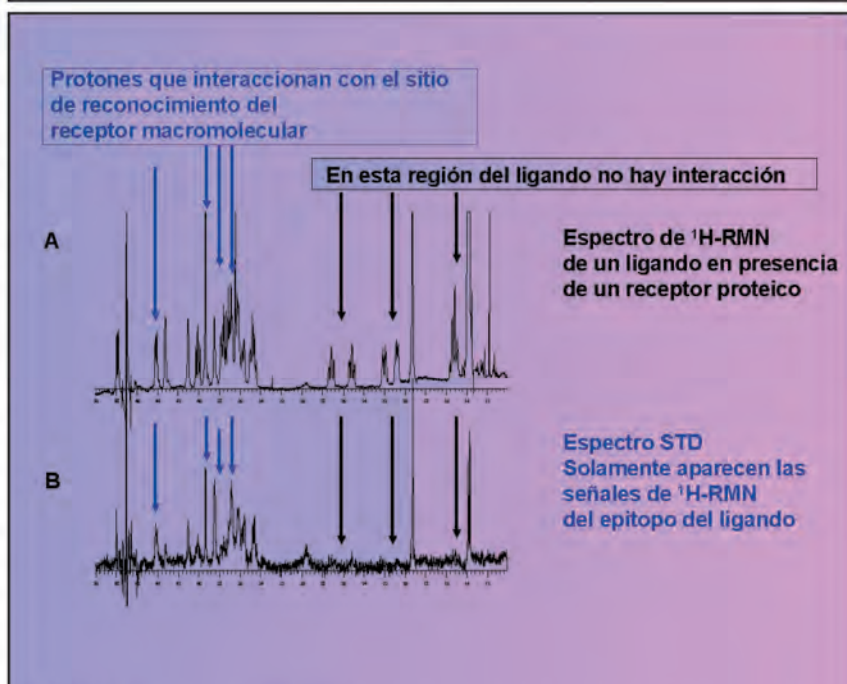 Protones que interaccionan con el sitio
de reconocimiento del
receptor macromolecular
En esta región del ligando no hay interacción
A
Espectro de ¹H-RMN
de un ligando en presencia
de un receptor proteico
B
Espectro STD
Solamente aparecen las
señales de ¹H-RMN
del epitopo del ligando